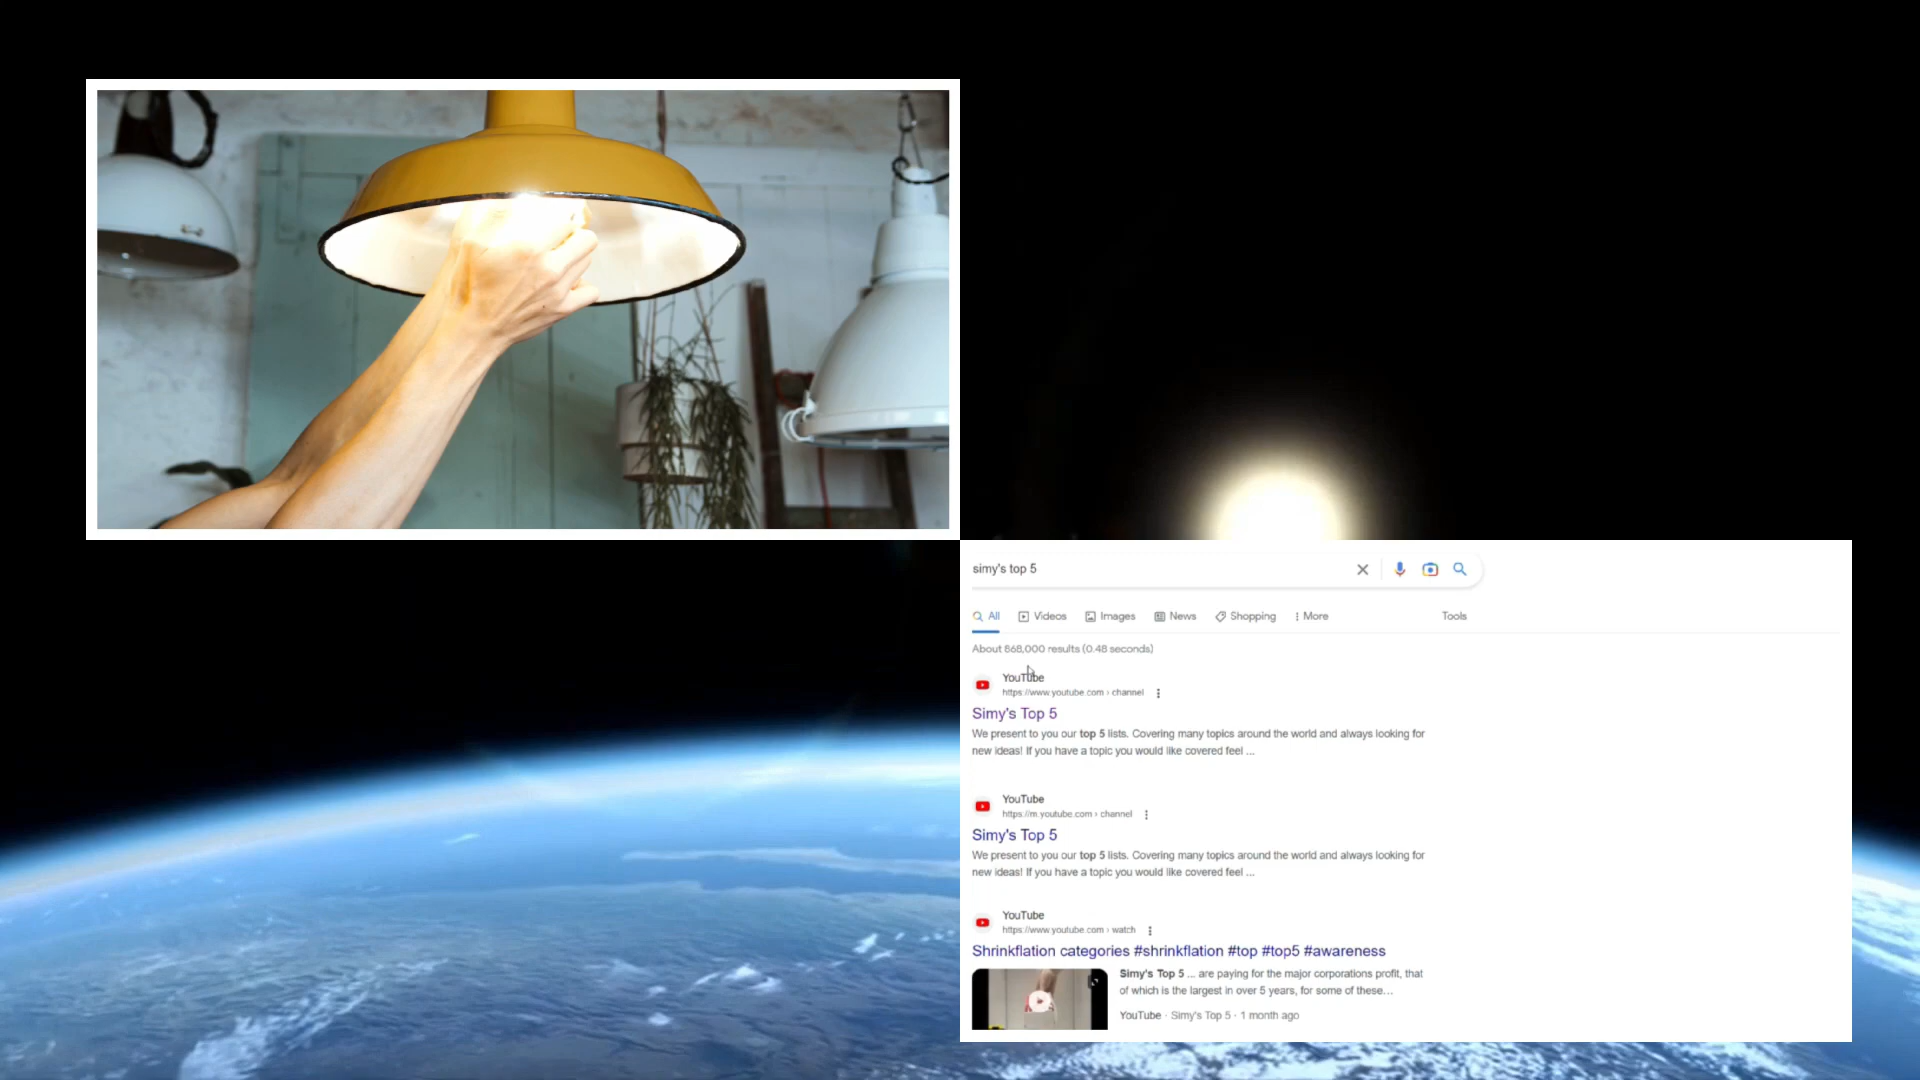 simy's top 5
All Videos Images News Shopping More Tools
About 868,000 results (0.48 seconds)
YouTube
https://www.youtube.com › channel
Simy's Top 5
We present to you our top 5 lists. Covering many topics around the world and always looking for
new ideas! If you have a topic you would like covered feel ...
YouTube
https://m.youtube.com › channel
Simy's Top 5
We present to you our top 5 lists. Covering many topics around the world and always looking for
new ideas! If you have a topic you would like covered feel ...
YouTube
https://www.youtube.com › watch
Shrinkflation categories #shrinkflation #top #top5 #awareness
Simy's Top 5 ... are paying for the major corporations profit, that
of which is the largest in over 5 years, for some of these...
YouTube · Simy's Top 5 · 1 month ago